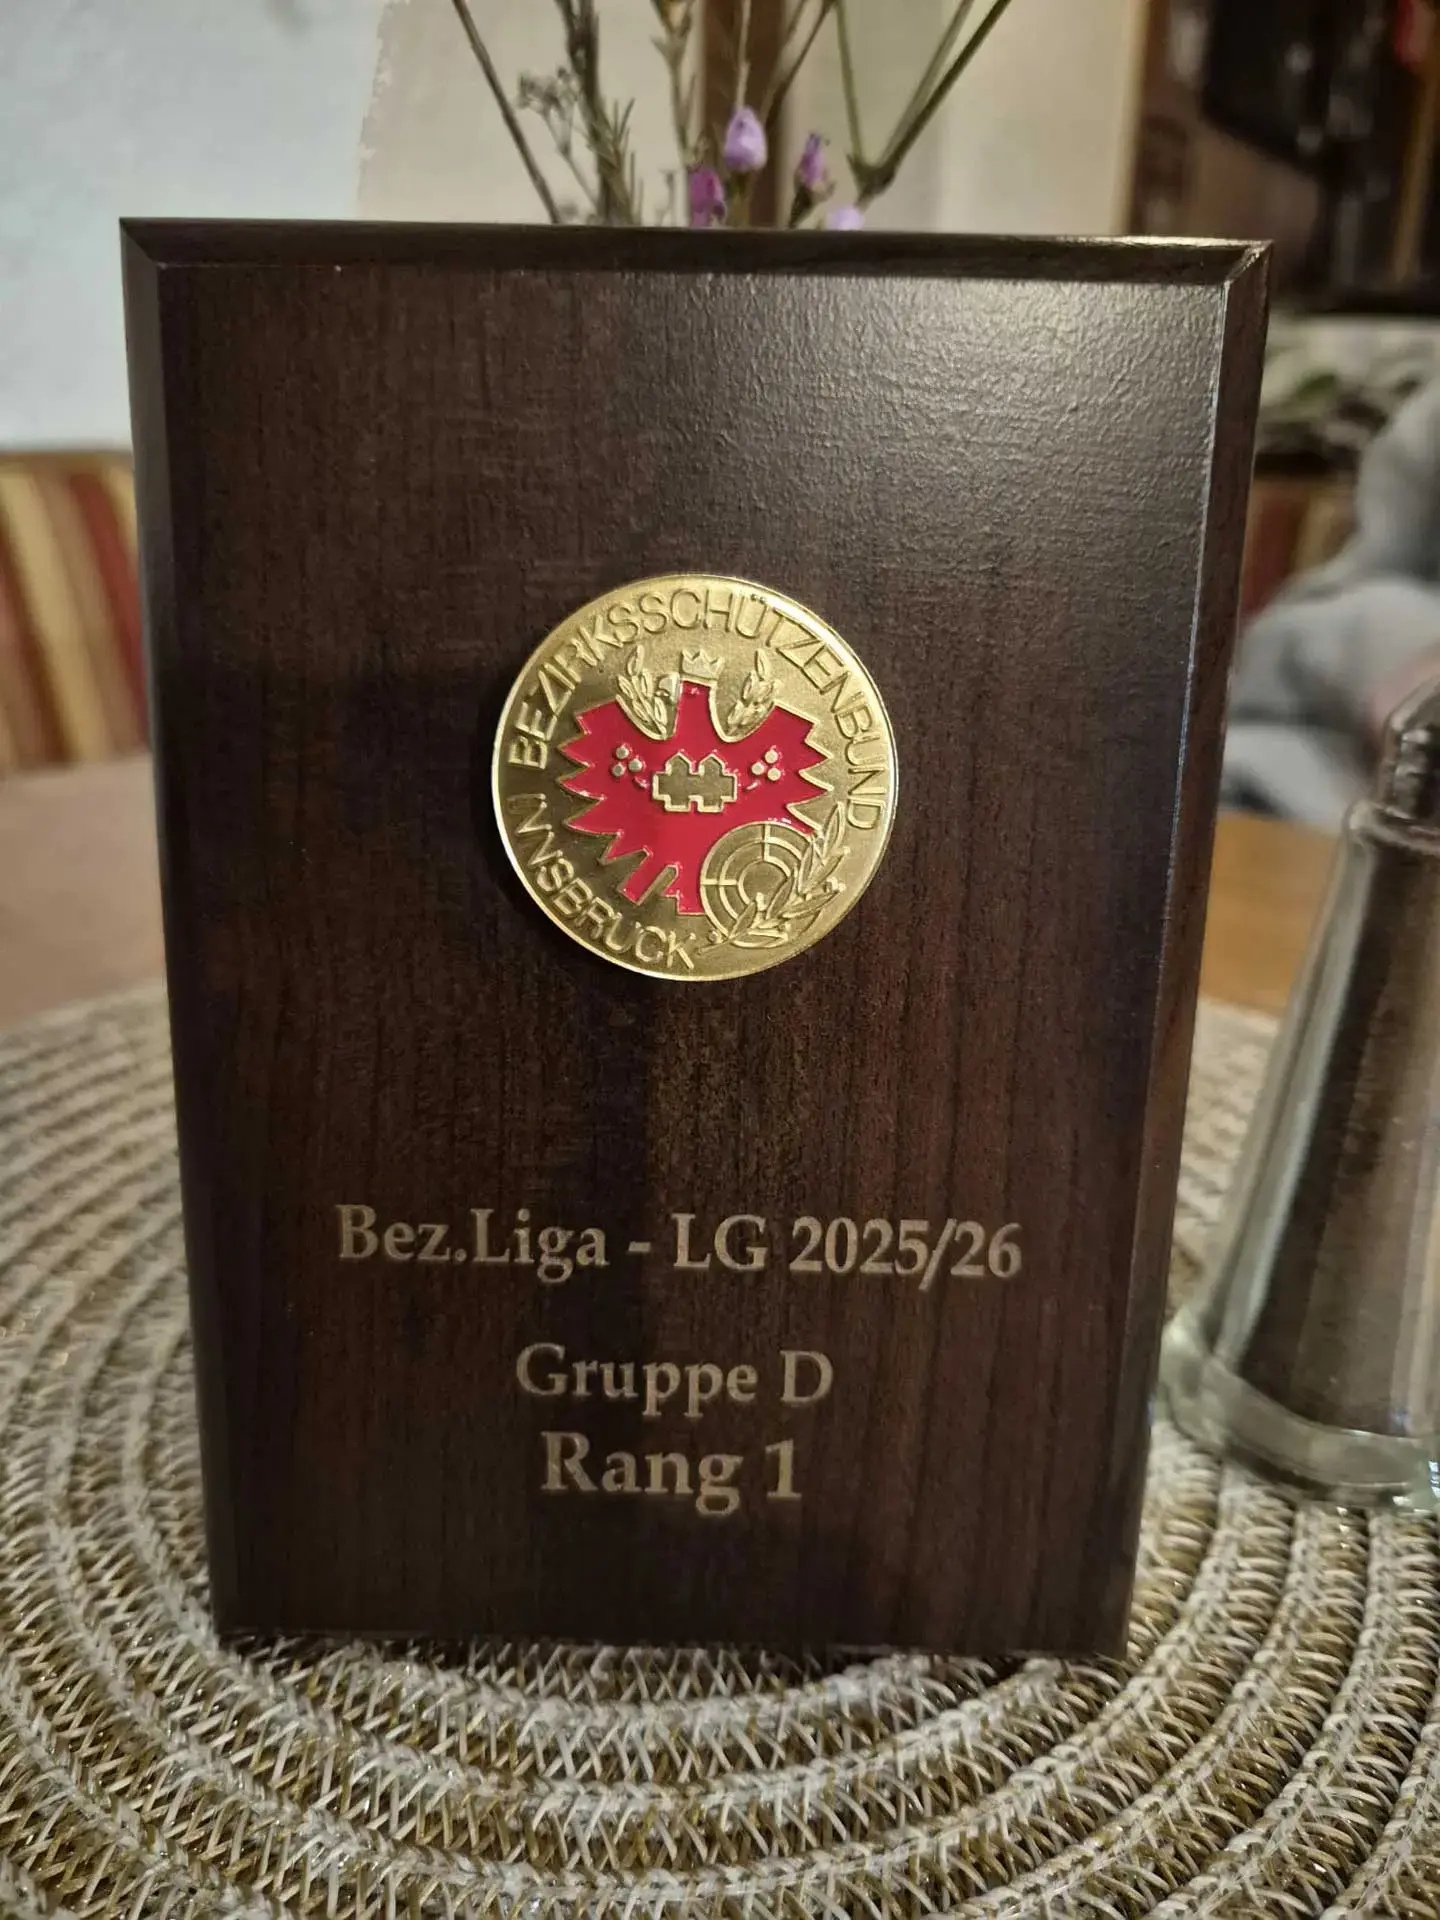 BEZIRKSSCHÜTZENBUND
INNSBRUCK
Bez.Liga - LG 2025/26
Gruppe D
Rang 1